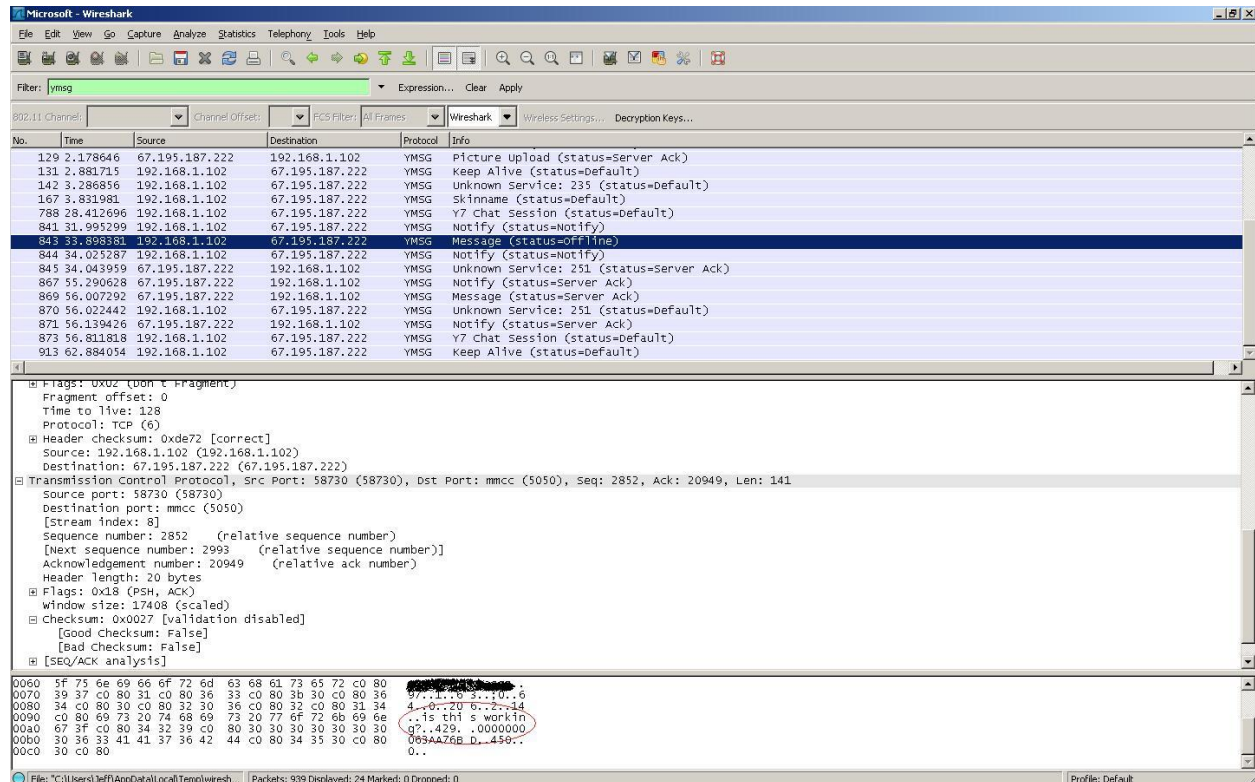 Microsoft - Wireshark
File Edit View Go Capture Analyze Statistics Telephony Tools Help
Filter: ymsg Expression... Clear Apply
802.11 Channel: Channel Offset: FCS Filter: All Frames Wireshark Wireless Settings... Decryption Keys...
No. Time Source Destination Protocol Info
129 2.178646 67.195.187.222 192.168.1.102 YMSG Picture Upload (status=Server Ack)
131 2.881715 192.168.1.102 67.195.187.222 YMSG Keep Alive (status=Default)
142 3.286856 192.168.1.102 67.195.187.222 YMSG Unknown Service: 235 (status=Default)
167 3.831981 192.168.1.102 67.195.187.222 YMSG Skinname (status=Default)
788 28.412696 192.168.1.102 67.195.187.222 YMSG Y7 Chat Session (status=Default)
841 31.995299 192.168.1.102 67.195.187.222 YMSG Notify (status=Notify)
843 33.898381 192.168.1.102 67.195.187.222 YMSG Message (status=Offline)
844 34.025287 192.168.1.102 67.195.187.222 YMSG Notify (status=Notify)
845 34.043959 67.195.187.222 192.168.1.102 YMSG Unknown Service: 251 (status=Server Ack)
867 55.290628 67.195.187.222 192.168.1.102 YMSG Notify (status=Server Ack)
869 56.007292 67.195.187.222 192.168.1.102 YMSG Message (status=Server Ack)
870 56.022442 192.168.1.102 67.195.187.222 YMSG Unknown Service: 251 (status=Default)
871 56.139426 67.195.187.222 192.168.1.102 YMSG Notify (status=Server Ack)
873 56.811818 192.168.1.102 67.195.187.222 YMSG Y7 Chat Session (status=Default)
913 62.884054 192.168.1.102 67.195.187.222 YMSG Keep Alive (status=Default)
Flags: 0x02 (Don't Fragment)
Fragment offset: 0
Time to live: 128
Protocol: TCP (6)
Header checksum: 0xde72 [correct]
Source: 192.168.1.102 (192.168.1.102)
Destination: 67.195.187.222 (67.195.187.222)
Transmission Control Protocol, Src Port: 58730 (58730), Dst Port: mmcc (5050), Seq: 2852, Ack: 20949, Len: 141
Source port: 58730 (58730)
Destination port: mmcc (5050)
[Stream index: 8]
Sequence number: 2852 (relative sequence number)
[Next sequence number: 2993 (relative sequence number)]
Acknowledgement number: 20949 (relative ack number)
Header length: 20 bytes
Flags: 0x18 (PSH, ACK)
Window size: 17408 (scaled)
Checksum: 0x0027 [validation disabled]
[Good Checksum: False]
[Bad Checksum: False]
[SEQ/ACK analysis]
0060 5f 75 6e 69 66 6f 72 6d 63 68 61 73 65 72 c0 80
0070 39 37 c0 80 31 c0 80 36 33 c0 80 3b 30 c0 80 36 97..1..6 3..;0..6
0080 34 c0 80 30 c0 80 32 30 36 c0 80 32 c0 80 31 34 4..0..20 6..2..14
0090 c0 80 69 73 20 74 68 69 73 20 77 6f 72 6b 69 6e ..is thi s workin
00a0 67 3f c0 80 34 32 39 c0 80 30 30 30 30 30 30 30 g?..429. .0000000
00b0 30 36 33 41 41 37 36 42 44 c0 80 34 35 30 c0 80 063AA76B D..450..
00c0 30 c0 80 0..
File: "C:\Users\Jeff\AppData\Local\Temp\wiresh... Packets: 939 Displayed: 24 Marked: 0 Dropped: 0 Profile: Default